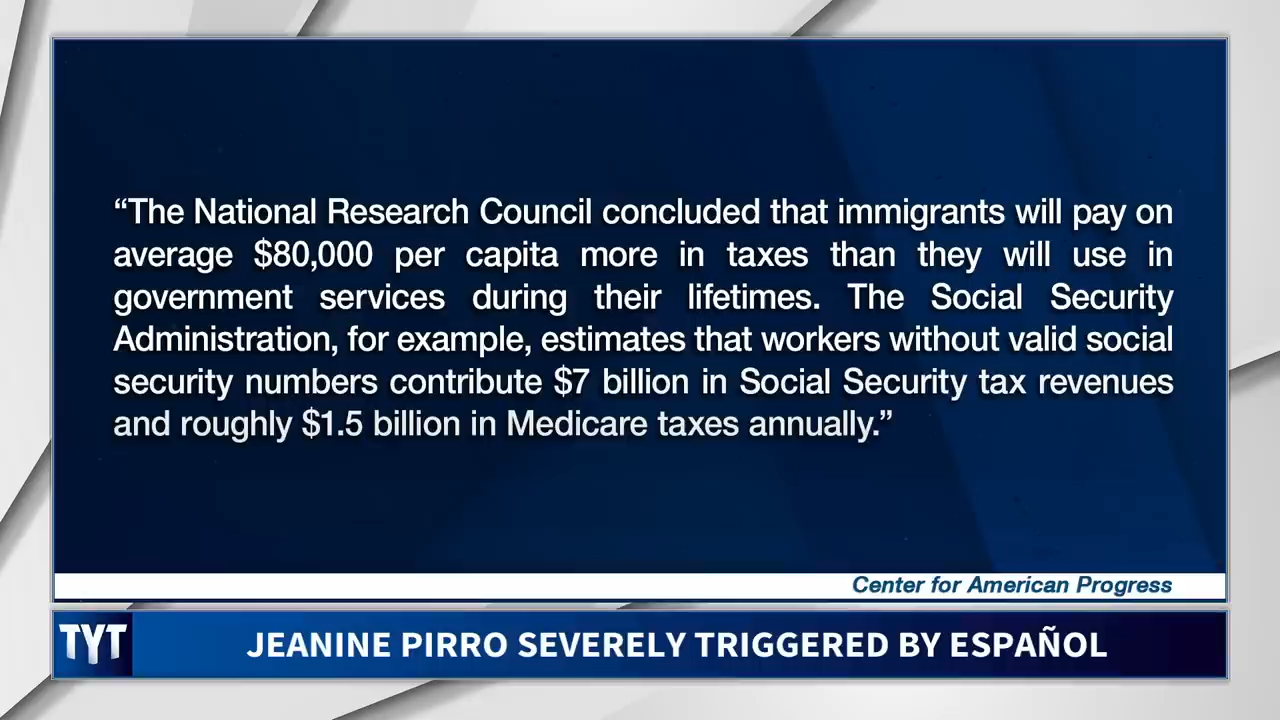 “The National Research Council concluded that immigrants will pay on
average $80,000 per capita more in taxes than they will use in
government services during their lifetimes. The Social Security
Administration, for example, estimates that workers without valid social
security numbers contribute $7 billion in Social Security tax revenues
and roughly $1.5 billion in Medicare taxes annually.”
Center for American Progress
TYT JEANINE PIRRO SEVERELY TRIGGERED BY ESPAÑOL